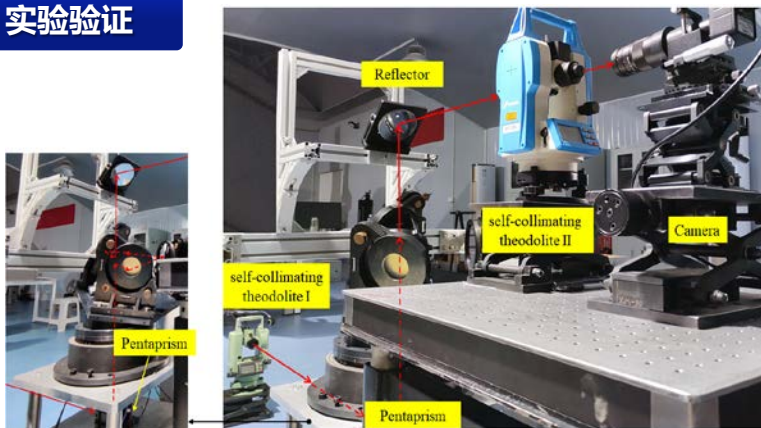 实验验证
Reflector
self-collimating
theodolite II
Camera
self-collimating
theodolite I
Pentaprism
Pentaprism